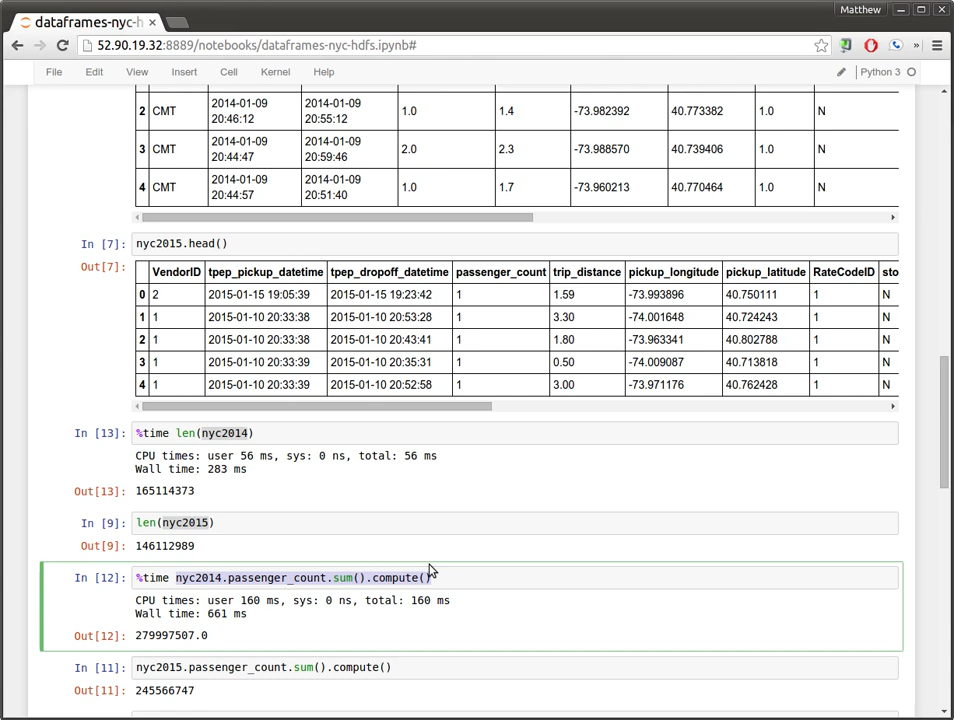 Matthew
dataframes-nyc-h
52.90.19.32:8889/notebooks/dataframes-nyc-hdfs.ipynb#
File Edit View Insert Cell Kernel Help Python 3
2 CMT 2014-01-09 20:46:12 2014-01-09 20:55:12 1.0 1.4 -73.982392 40.773382 1.0 N
3 CMT 2014-01-09 20:44:47 2014-01-09 20:59:46 2.0 2.3 -73.988570 40.739406 1.0 N
4 CMT 2014-01-09 20:44:57 2014-01-09 20:51:40 1.0 1.7 -73.960213 40.770464 1.0 N
In [7]: nyc2015.head()
Out[7]:
VendorID tpep_pickup_datetime tpep_dropoff_datetime passenger_count trip_distance pickup_longitude pickup_latitude RateCodeID sto
0 2 2015-01-15 19:05:39 2015-01-15 19:23:42 1 1.59 -73.993896 40.750111 1 N
1 1 2015-01-10 20:33:38 2015-01-10 20:53:28 1 3.30 -74.001648 40.724243 1 N
2 1 2015-01-10 20:33:38 2015-01-10 20:43:41 1 1.80 -73.963341 40.802788 1 N
3 1 2015-01-10 20:33:39 2015-01-10 20:35:31 1 0.50 -74.009087 40.713818 1 N
4 1 2015-01-10 20:33:39 2015-01-10 20:52:58 1 3.00 -73.971176 40.762428 1 N
In [13]: %time len(nyc2014)
CPU times: user 56 ms, sys: 0 ns, total: 56 ms
Wall time: 283 ms
Out[13]: 165114373
In [9]: len(nyc2015)
Out[9]: 146112989
In [12]: %time nyc2014.passenger_count.sum().compute()
CPU times: user 160 ms, sys: 0 ns, total: 160 ms
Wall time: 661 ms
Out[12]: 279997507.0
In [11]: nyc2015.passenger_count.sum().compute()
Out[11]: 245566747